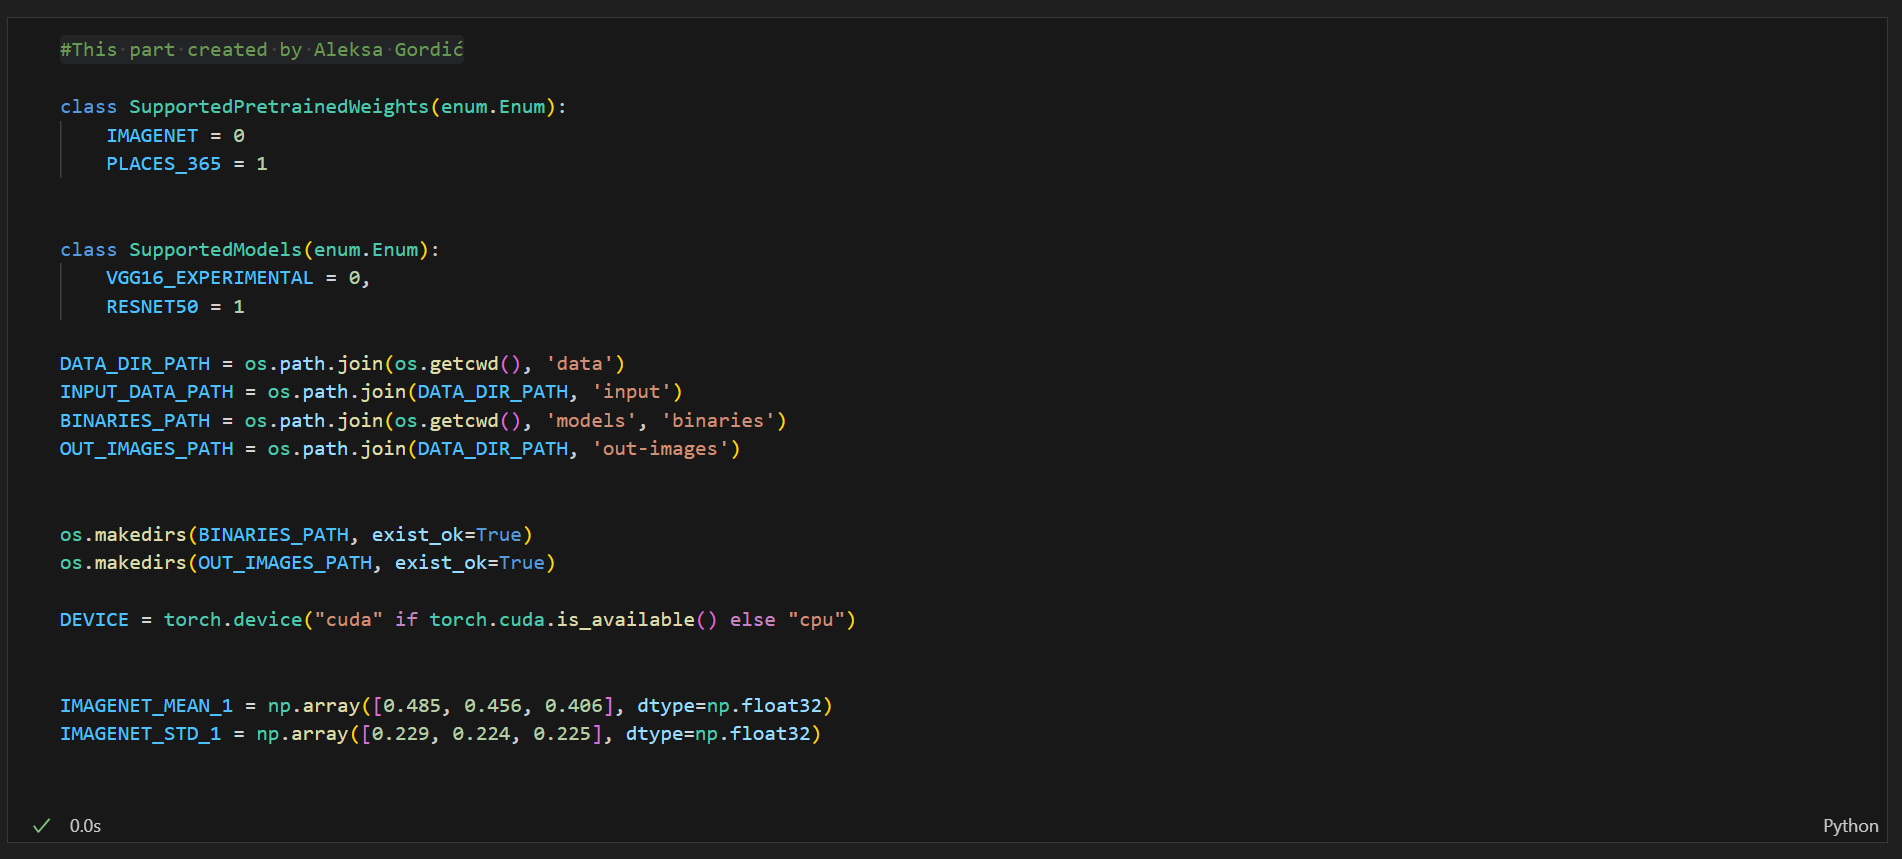 #This part created by Aleksa Gordić
class SupportedPretrainedWeights(enum.Enum):
    IMAGENET = 0
    PLACES_365 = 1
class SupportedModels(enum.Enum):
    VGG16_EXPERIMENTAL = 0,
    RESNET50 = 1
DATA_DIR_PATH = os.path.join(os.getcwd(), 'data')
INPUT_DATA_PATH = os.path.join(DATA_DIR_PATH, 'input')
BINARIES_PATH = os.path.join(os.getcwd(), 'models', 'binaries')
OUT_IMAGES_PATH = os.path.join(DATA_DIR_PATH, 'out-images')
os.makedirs(BINARIES_PATH, exist_ok=True)
os.makedirs(OUT_IMAGES_PATH, exist_ok=True)
DEVICE = torch.device("cuda" if torch.cuda.is_available() else "cpu")
IMAGENET_MEAN_1 = np.array([0.485, 0.456, 0.406], dtype=np.float32)
IMAGENET_STD_1 = np.array([0.229, 0.224, 0.225], dtype=np.float32)
0.0s
Python